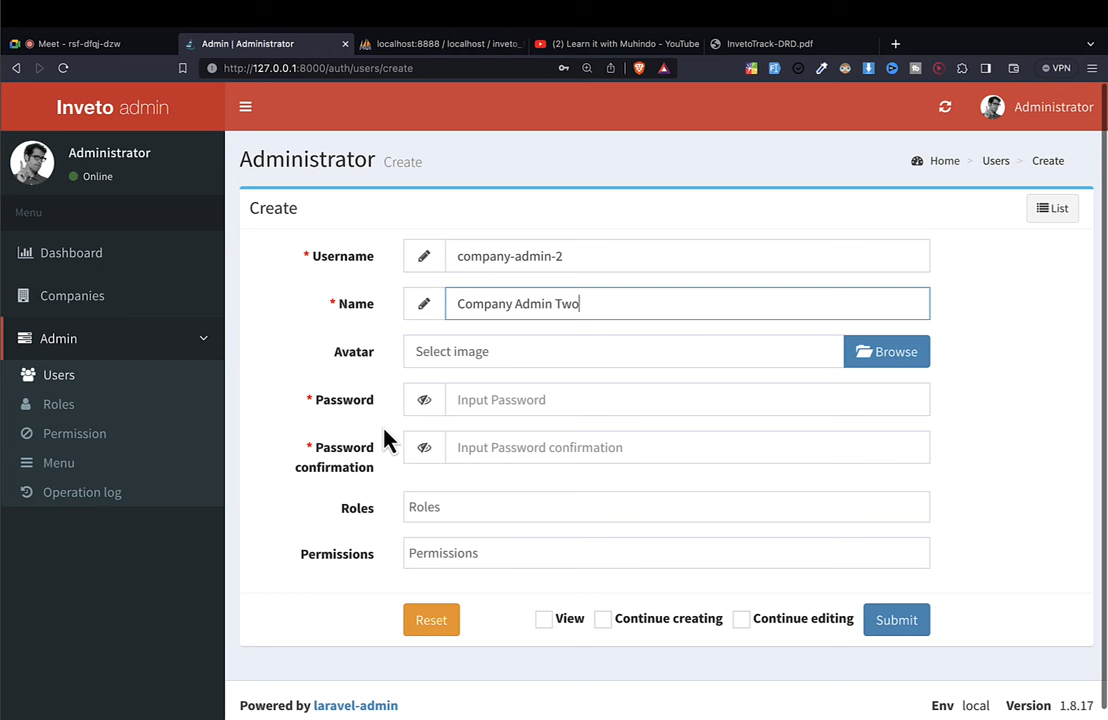 Meet - rsf-dfqj-dzw
Admin | Administrator
localhost:8888 / localhost / inveto_
(2) Learn it with Muhindo - YouTube
InvetoTrack-DRD.pdf
http://127.0.0.1:8000/auth/users/create
VPN
Inveto admin
Administrator
Administrator
Online
Administrator Create
Home > Users > Create
Menu
Create
List
Dashboard
Companies
Admin
Users
Roles
Permission
Menu
Operation log
* Username company-admin-2
* Name Company Admin Two
Avatar Select image Browse
* Password Input Password
* Password confirmation Input Password confirmation
Roles Roles
Permissions Permissions
Reset View Continue creating Continue editing Submit
Powered by laravel-admin
Env local Version 1.8.17